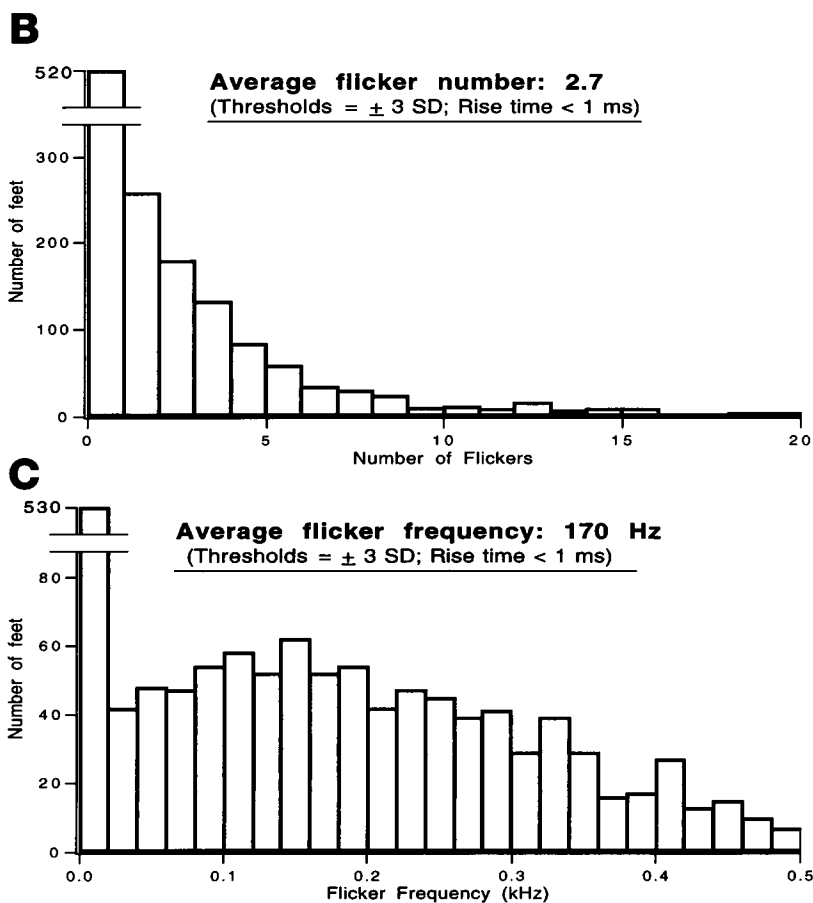 B
520
Average flicker number: 2.7
(Thresholds = ± 3 SD; Rise time < 1 ms)
300
200
100
0
Number of feet
0 5 10 15 20
Number of Flickers
C
530
Average flicker frequency: 170 Hz
(Thresholds = ± 3 SD; Rise time < 1 ms)
80
60
40
20
0
Number of feet
0.0 0.1 0.2 0.3 0.4 0.5
Flicker Frequency (kHz)